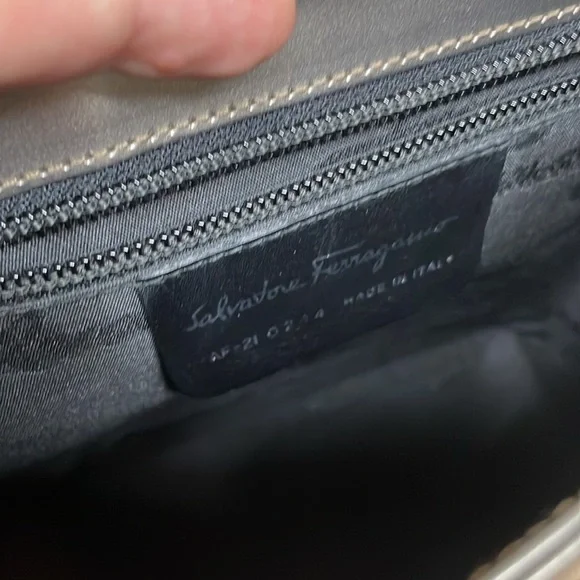 Salvatore Ferragamo
AF-21 0244 MADE IN ITALY